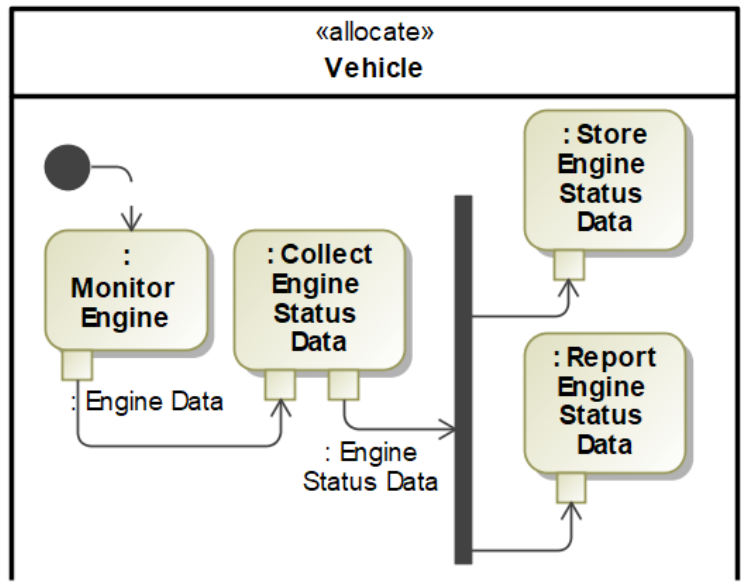 «allocate»
Vehicle
:
Monitor
Engine
: Engine Data
: Collect
Engine
Status
Data
: Engine
Status Data
: Store
Engine
Status
Data
: Report
Engine
Status
Data